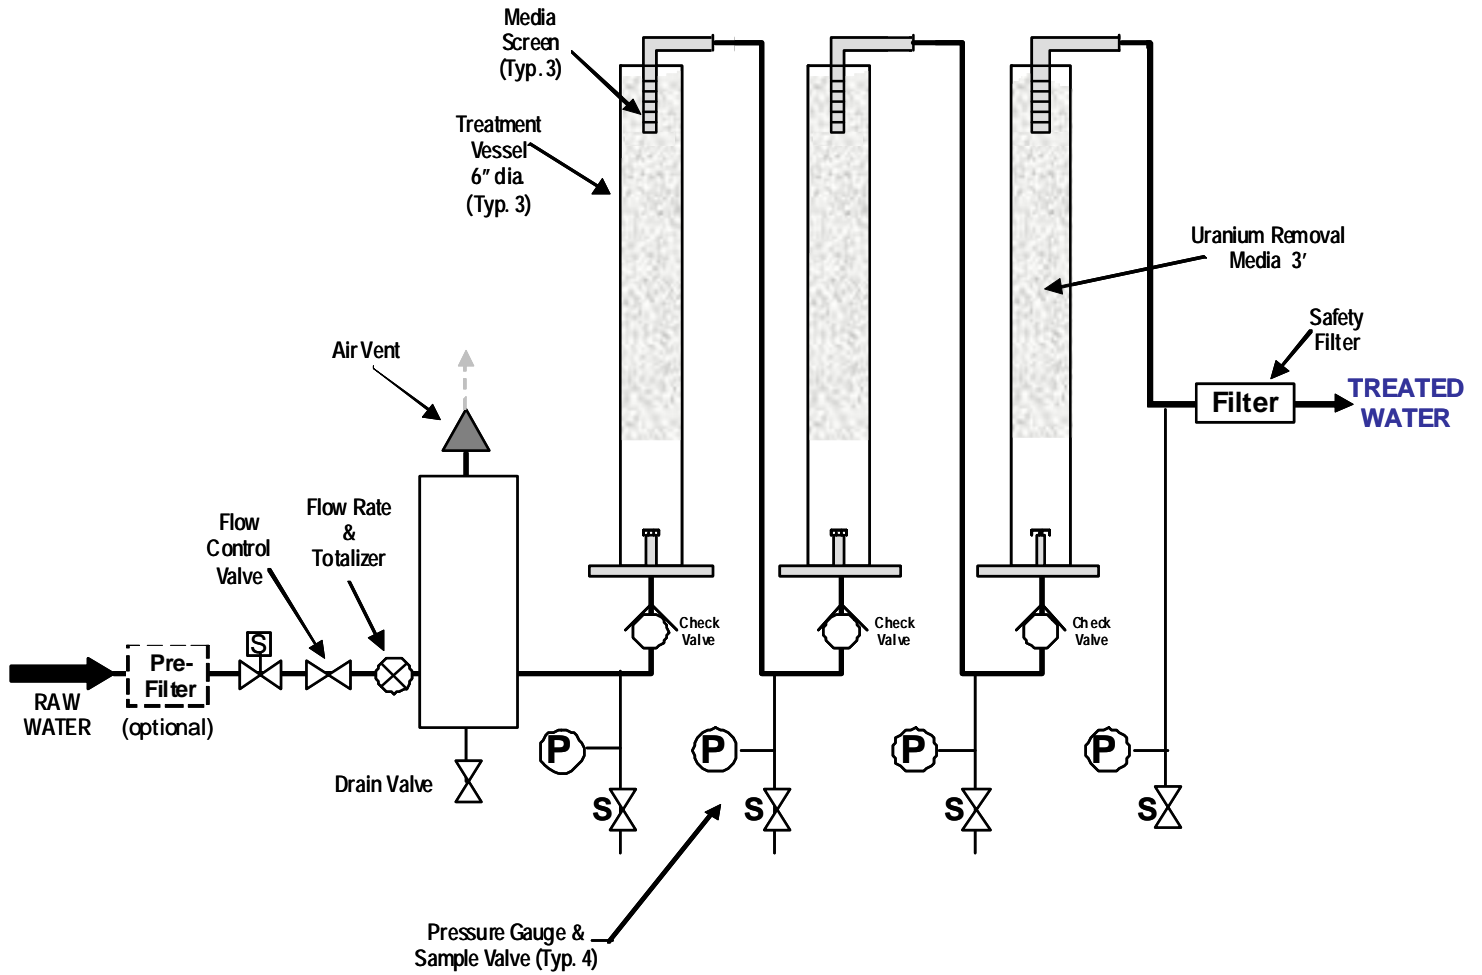 Media
Screen
(Typ. 3)
Treatment
Vessel
6" dia.
(Typ. 3)
Uranium Removal
Media 3'
Safety
Filter
Air Vent
Filter
TREATED
WATER
Flow Rate
&
Totalizer
Flow
Control
Valve
Check
Valve
Check
Valve
Check
Valve
S
Pre-
Filter
(optional)
RAW
WATER
Drain Valve
P
P
P
P
S
S
S
S
Pressure Gauge &
Sample Valve (Typ. 4)